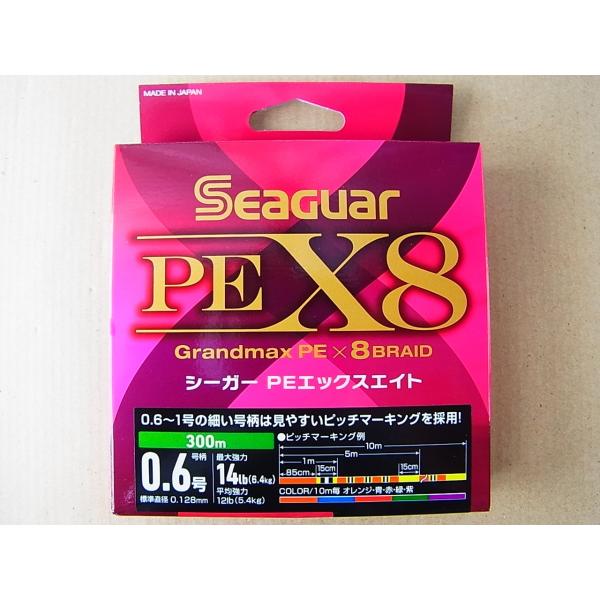 MADE IN JAPAN
Seaguar
PEX8
Grandmax PE×8BRAID
シーガー PEエックスエイト
0.6～1号の細い号柄は見やすいピッチマーキングを採用!
300m
号柄
0.6号
標準直径 0.128mm
最大強力
14lb(6.4kg)
平均強力
12lb(5.4kg)
●ピッチマーキング例
10m
5m
1m
85cm
15cm
15cm
COLOR/10m毎 オレンジ・青・赤・緑・紫